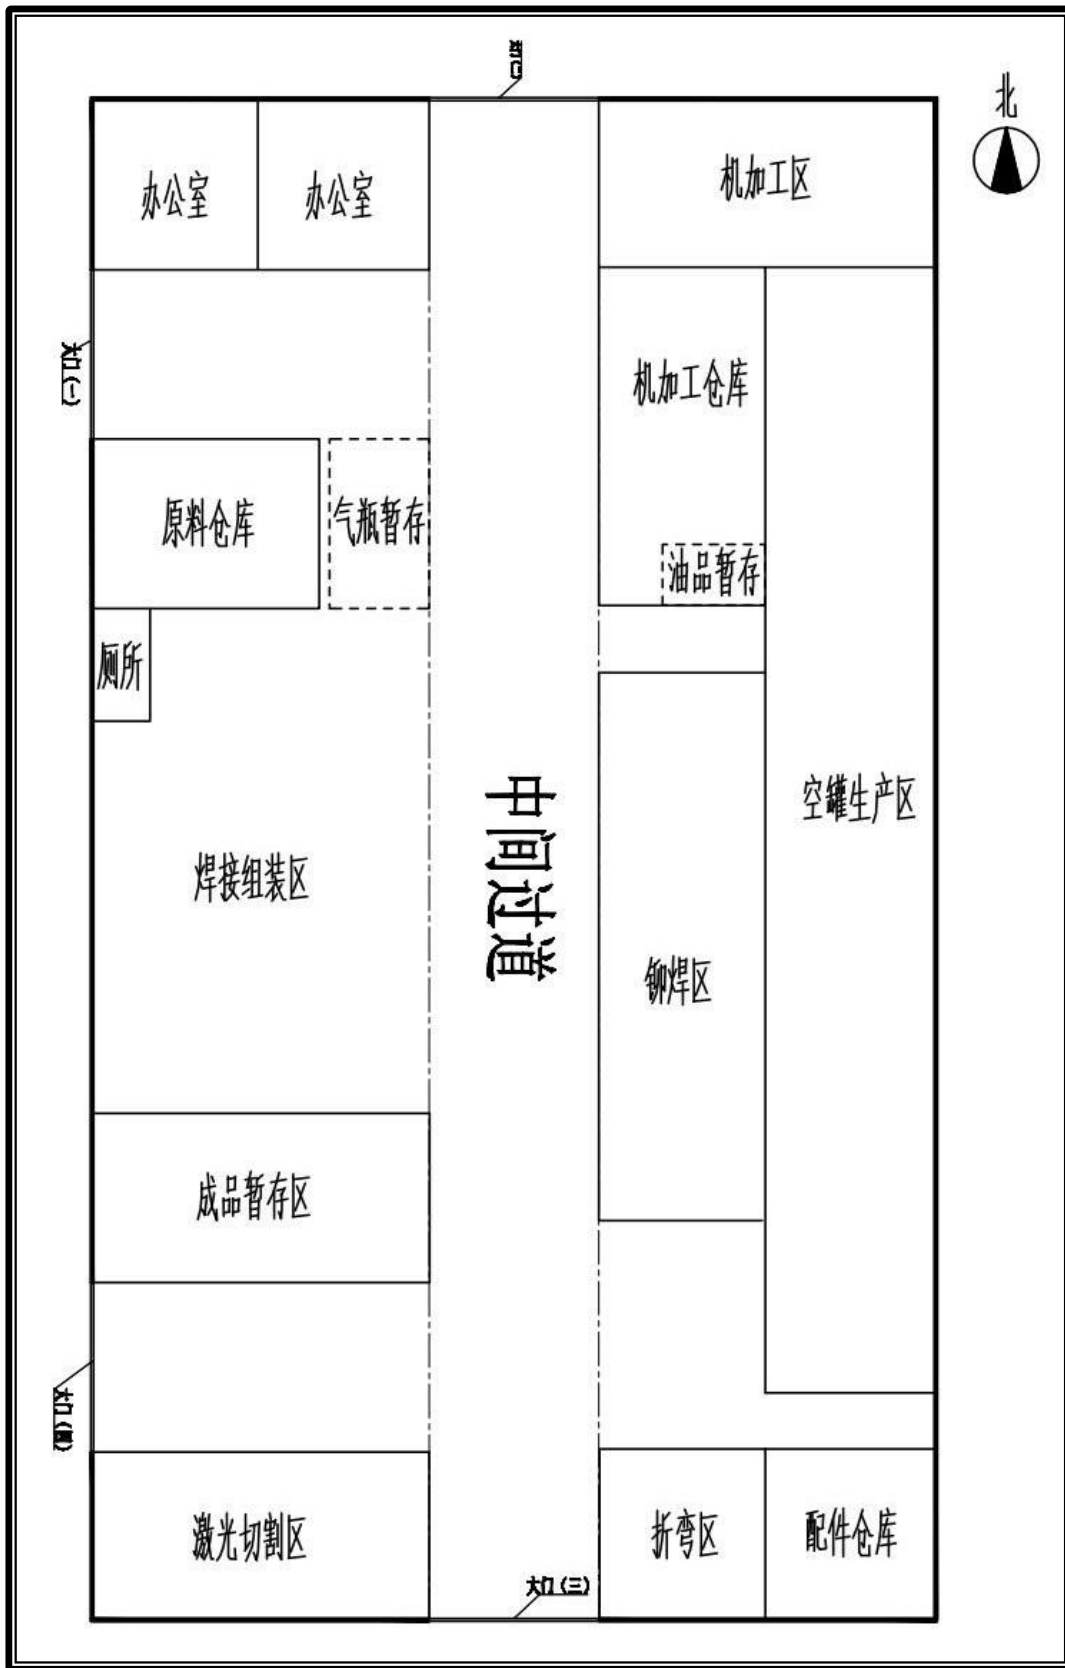 北
办公室
办公室
机加工区
大门(一)
机加工仓库
原料仓库
气瓶暂存
油品暂存
厕所
空罐生产区
中间过道
焊接组装区
铆焊区
成品暂存区
大门(四)
激光切割区
折弯区
配件仓库
大门(三)